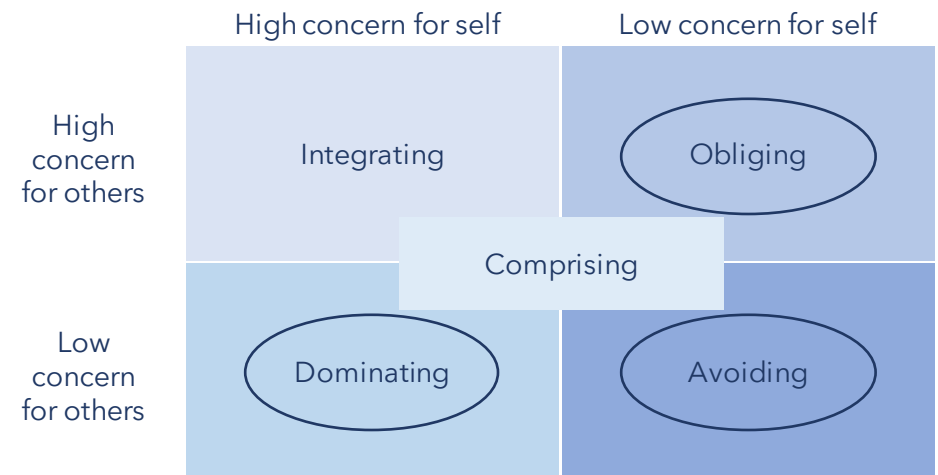 High concern for self
Low concern for self
High
concern
for others
Integrating
Obliging
Comprising
Low
concern
for others
Dominating
Avoiding